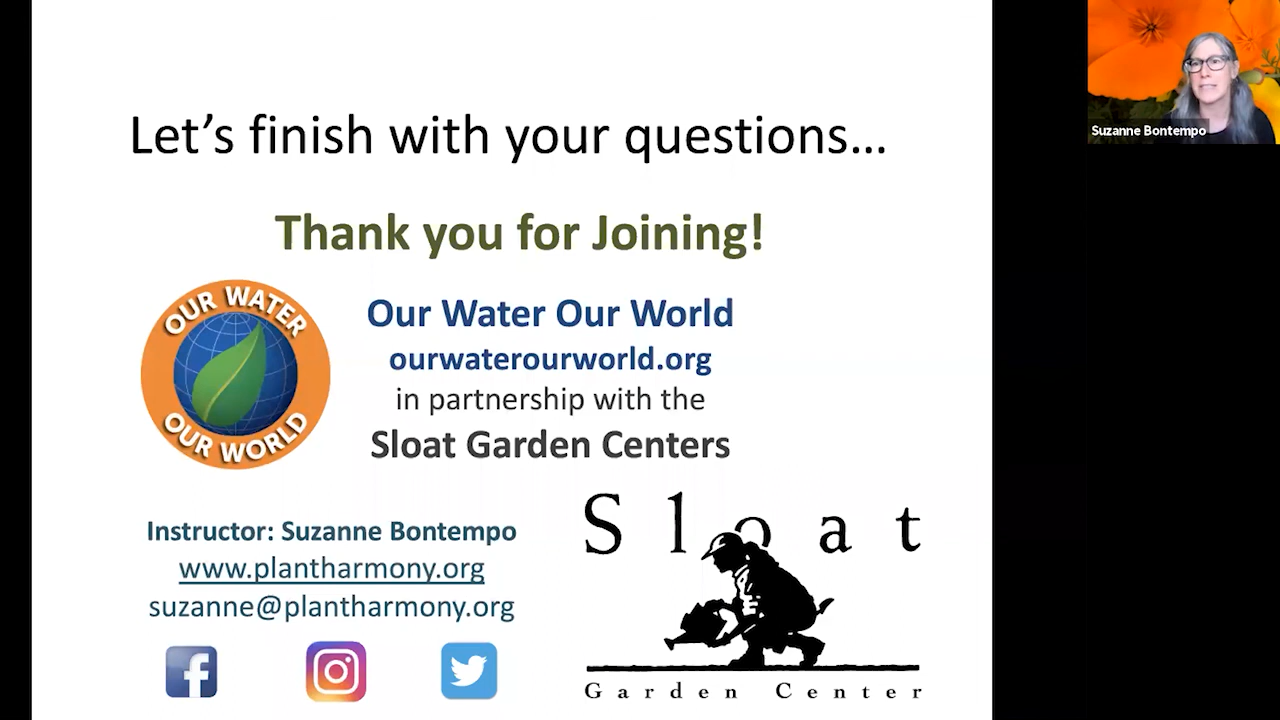 Let's finish with your questions…
Thank you for Joining!
OUR WATER
OUR WORLD
Our Water Our World
ourwaterourworld.org
in partnership with the
Sloat Garden Centers
Instructor: Suzanne Bontempo
www.plantharmony.org
suzanne@plantharmony.org
Sloat
Garden Center
Suzanne Bontempo